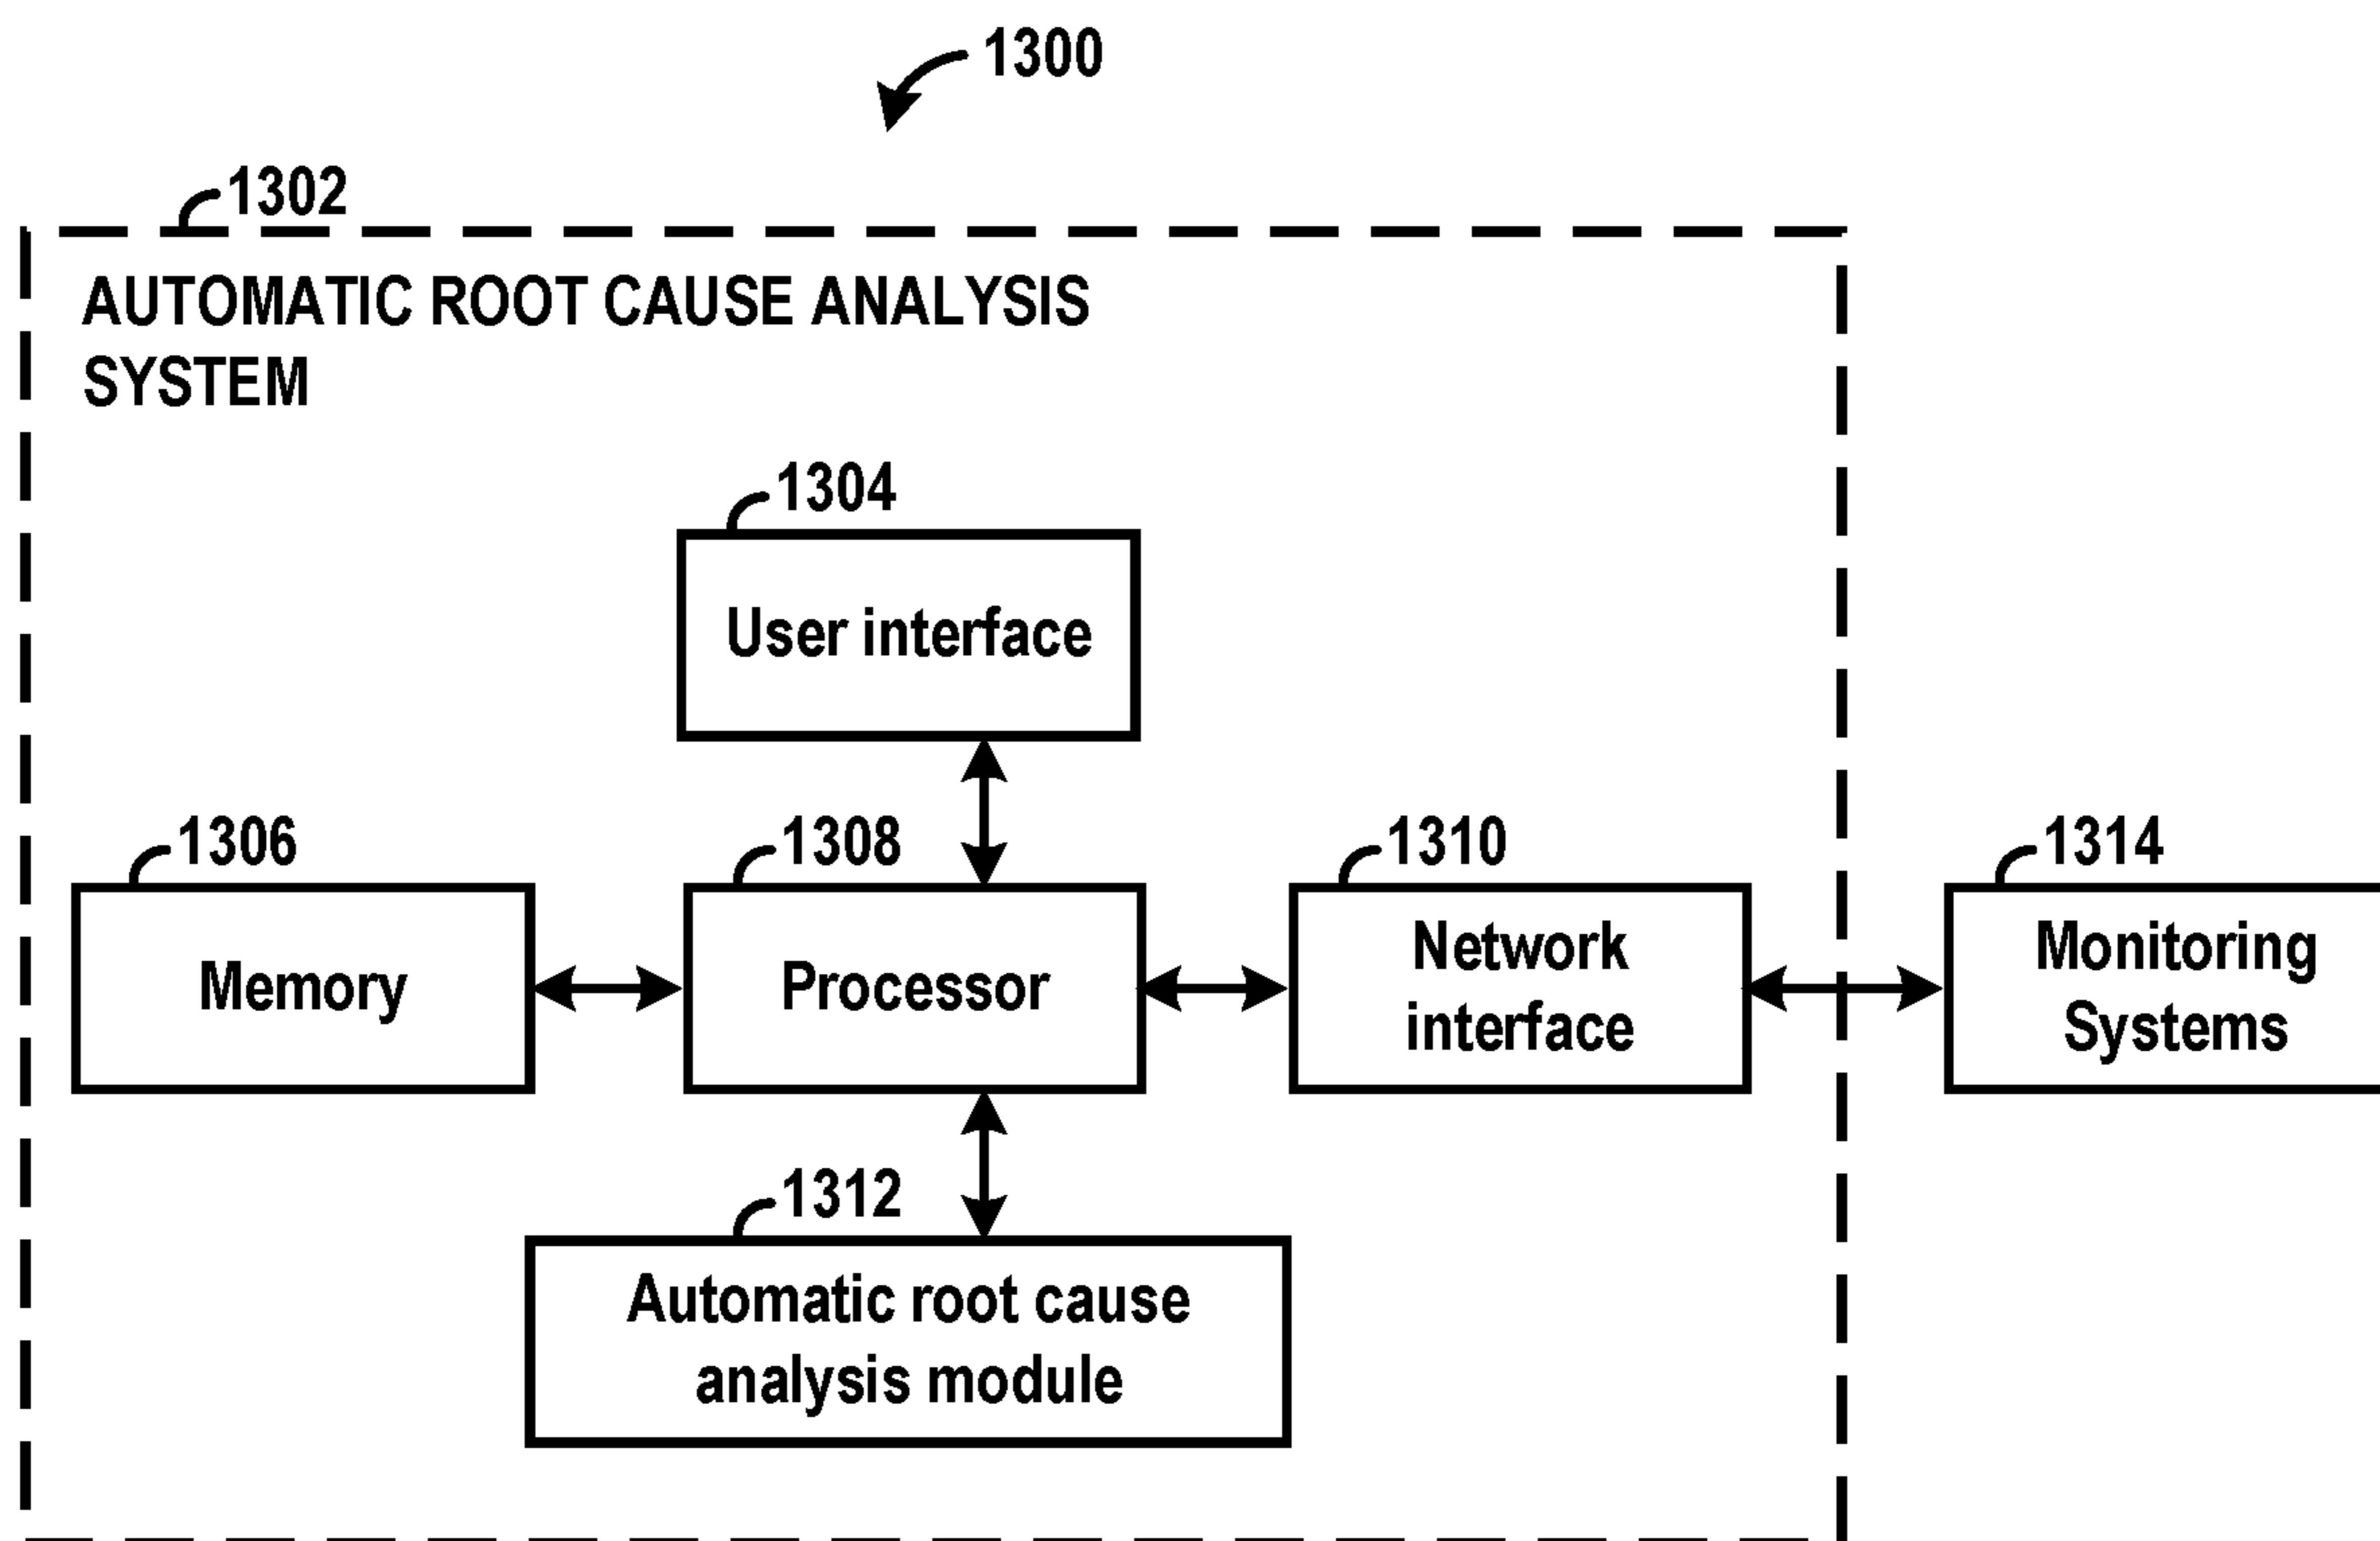 1300
1302
AUTOMATIC ROOT CAUSE ANALYSIS
SYSTEM
1304
User interface
1306
Memory
1308
Processor
1310
Network
interface
1314
Monitoring
Systems
1312
Automatic root cause
analysis module